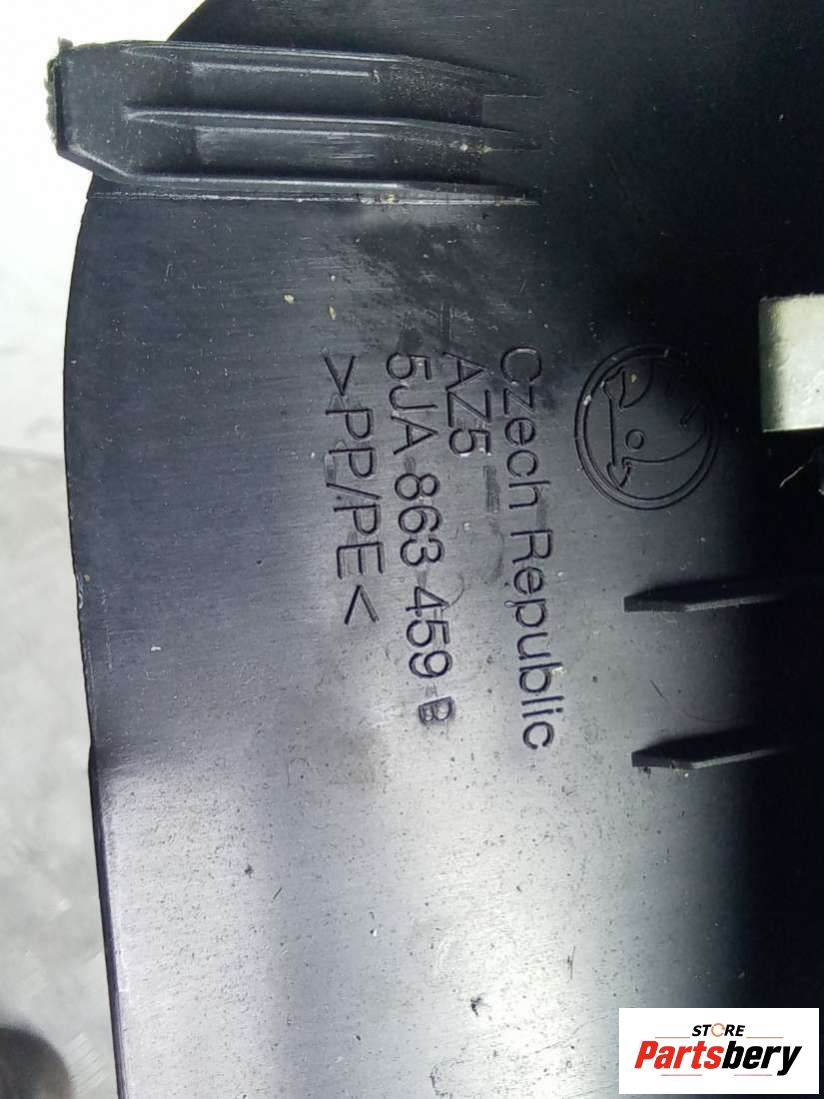 Czech Republic
AZ5
5JA 863 459 B
>PP/PE<
STORE
Partsbery